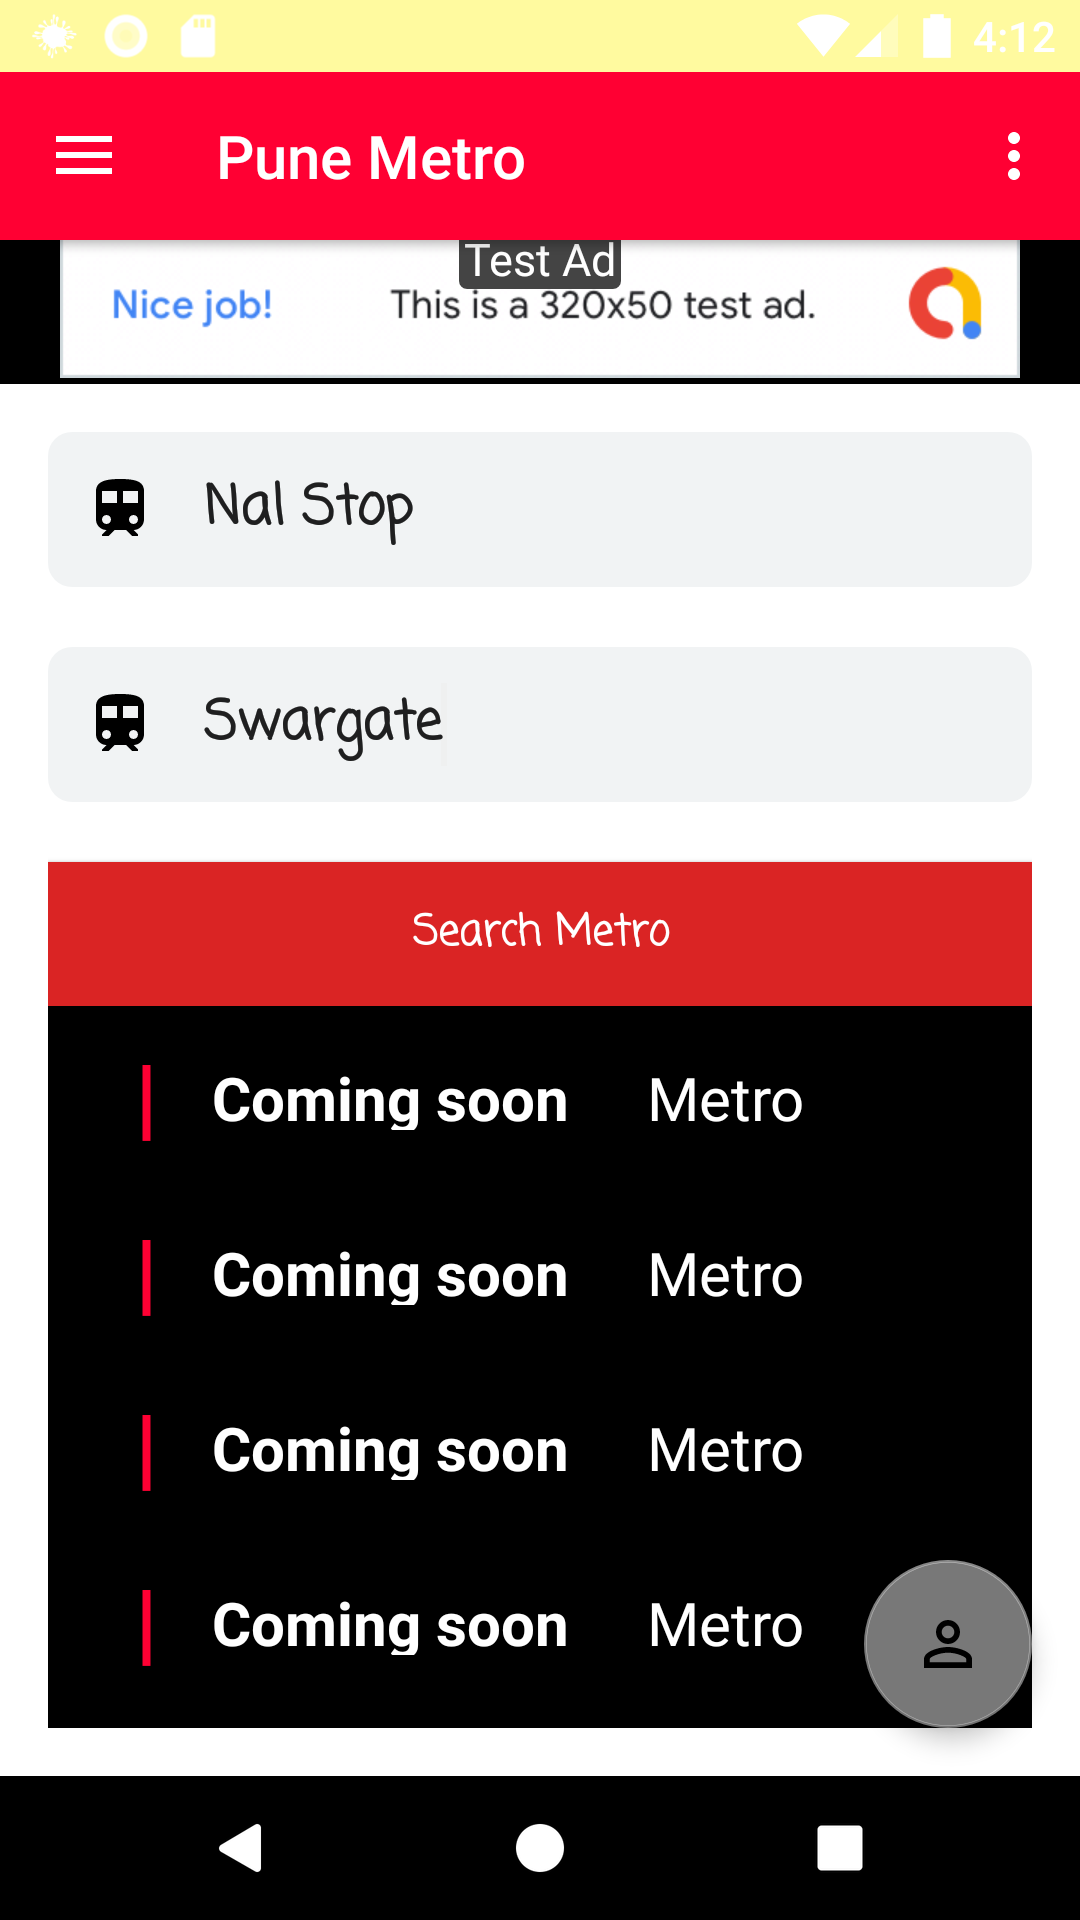 4:12
Pune Metro
Test Ad
Nice job! This is a 320x50 test ad.
Nal Stop
Swargate
Search Metro
Coming soon Metro
Coming soon Metro
Coming soon Metro
Coming soon Metro